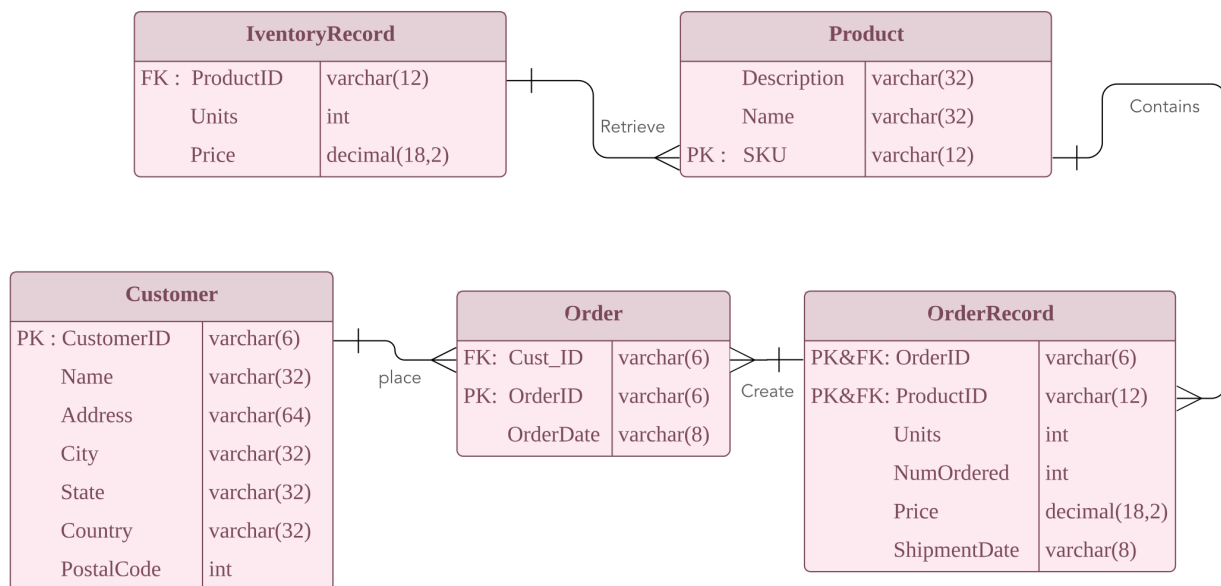 IventoryRecord
FK : ProductID varchar(12)
Units int
Price decimal(18,2)
Retrieve
Product
Description varchar(32)
Name varchar(32)
PK : SKU varchar(12)
Contains
Customer
PK : CustomerID varchar(6)
Name varchar(32)
Address varchar(64)
City varchar(32)
State varchar(32)
Country varchar(32)
PostalCode int
place
Order
FK: Cust_ID varchar(6)
PK: OrderID varchar(6)
OrderDate varchar(8)
Create
OrderRecord
PK&FK: OrderID varchar(6)
PK&FK: ProductID varchar(12)
Units int
NumOrdered int
Price decimal(18,2)
ShipmentDate varchar(8)